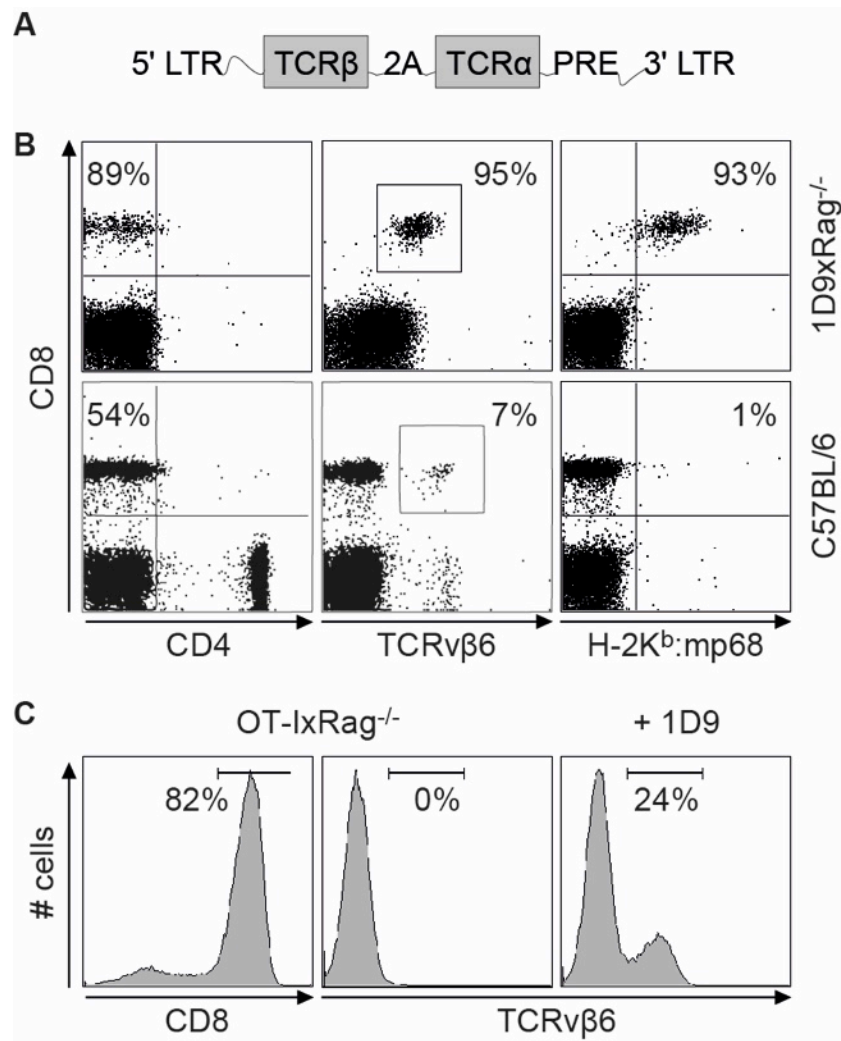 A
5' LTR TCRβ 2A TCRα PRE 3' LTR
B
89% 95% 93%
1D9xRag-/-
CD8
54% 7% 1%
C57BL/6
CD4 TCRvβ6 H-2Kᵇ:mp68
C
OT-IxRag-/- + 1D9
82% 0% 24%
# cells
CD8 TCRvβ6